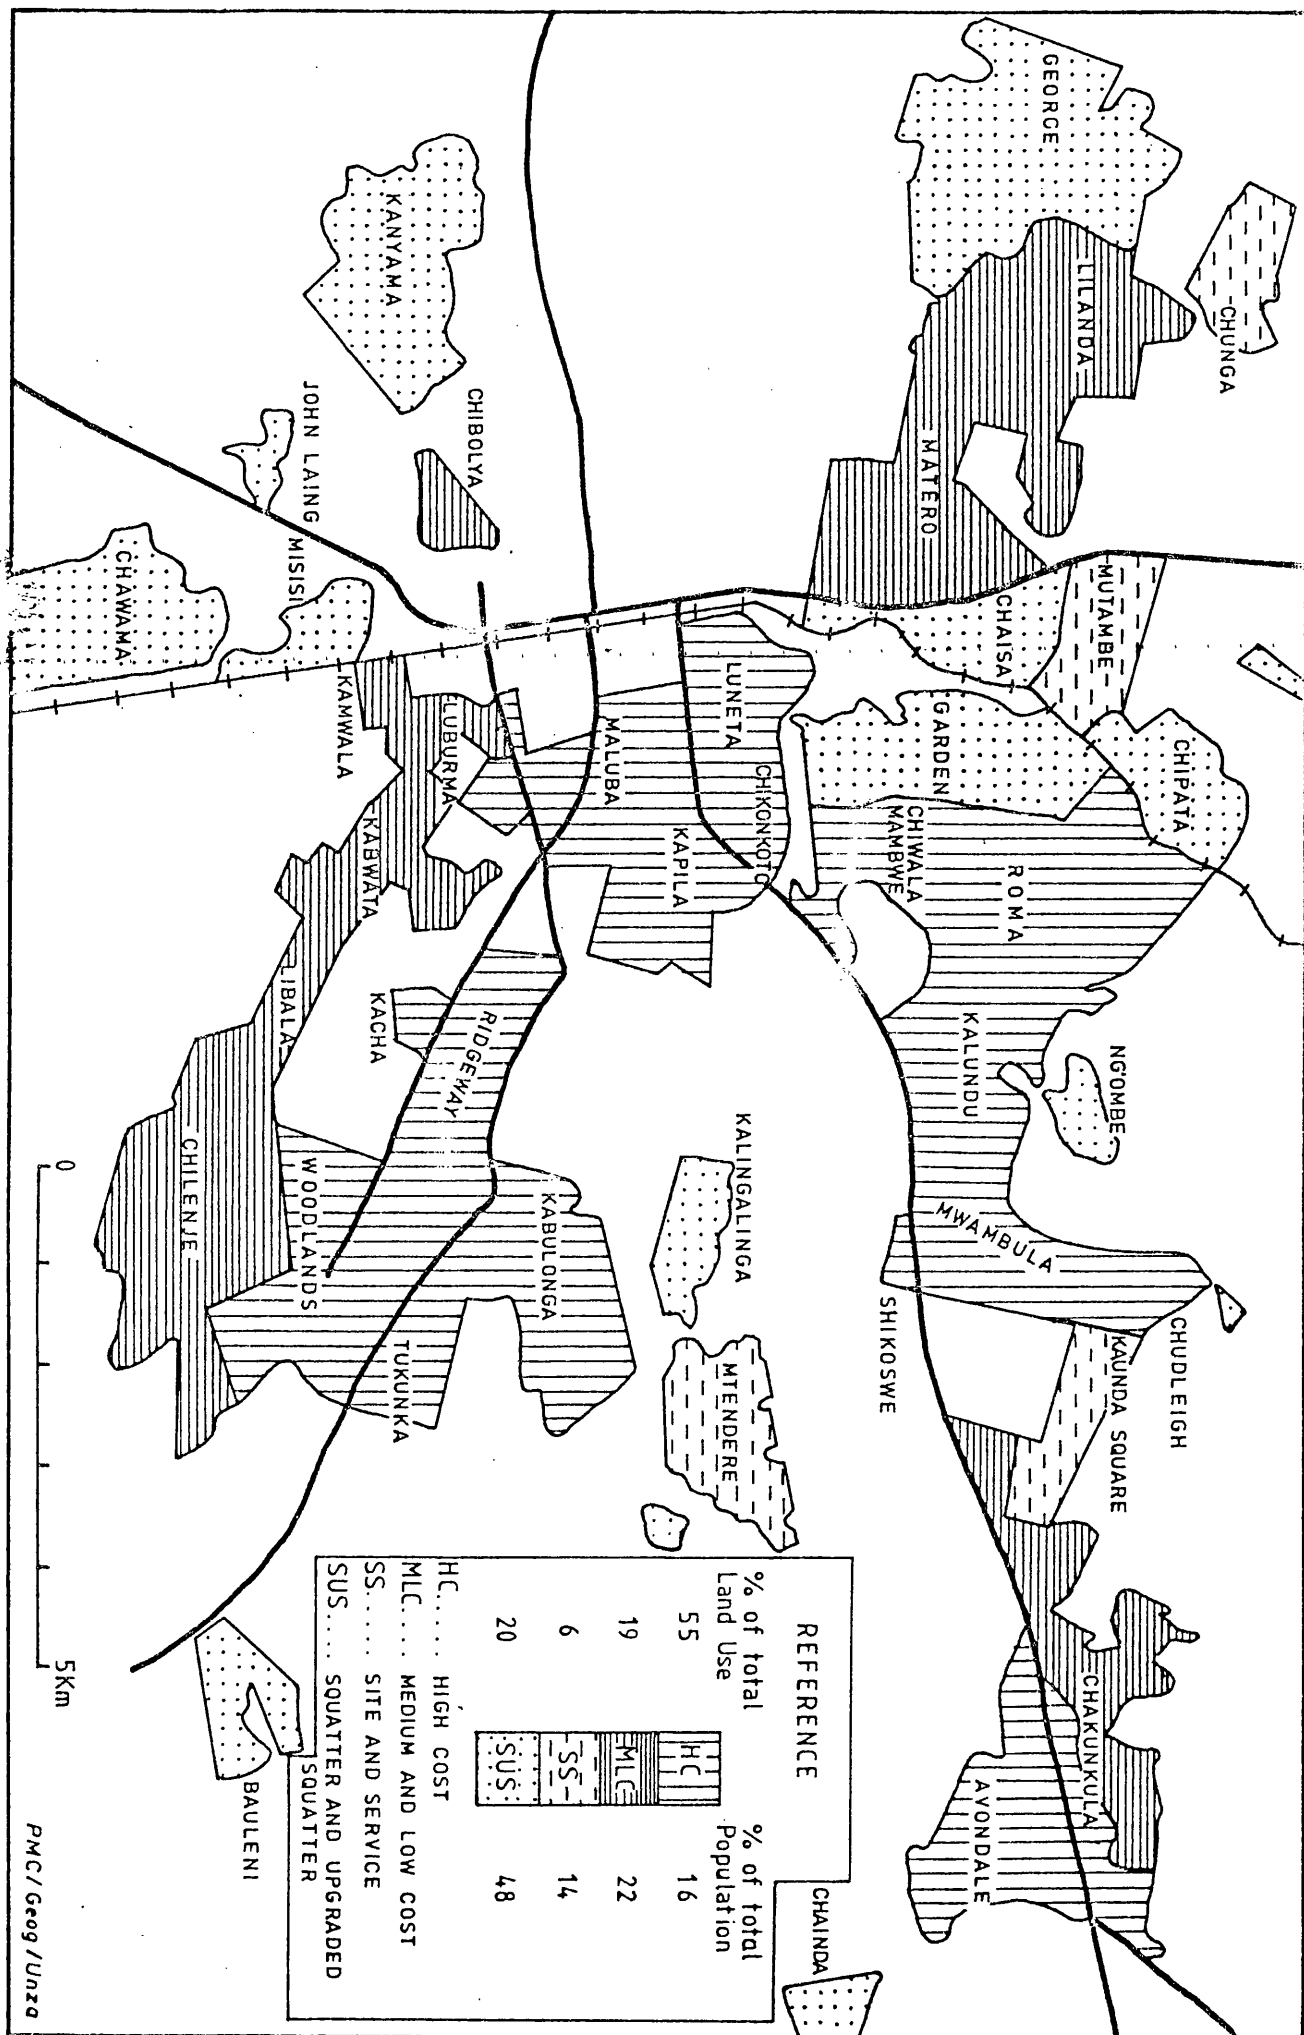 GEORGE
CHUNGA
LILANDA
MATERO
KANYAMA
CHIBOLYA
JOHN LAING
MISISI
CHAWAMA
MUTAMBE
CHAISA
CHIPATA
GARDEN
LUNETA
MALUBA
CHIKONKOTO
CHIWALA
MAMBWE
ROMA
KAPILA
LUBURMA
KAMWALA
KABWATA
LIBALA
KACHA
RIDGEWAY
KALUNDU
NG'OMBE
MWAMBULA
KALINGALINGA
KABULONGA
WOODLANDS
CHILENJE
TUKUNKA
SHIKOSWE
CHUDLEIGH
KAUNDA SQUARE
MTENDERE
CHAKUNKULA
AVONDALE
CHAINDA
BAULENI
REFERENCE
% of total
Land Use
% of total
Population
55 HC 16
19 MLC 22
6 SS 14
20 SUS 48
HC..... HIGH COST
MLC... MEDIUM AND LOW COST
SS..... SITE AND SERVICE
SUS.... SQUATTER AND UPGRADED
SQUATTER
0 5Km
PMC/Geog/Unza